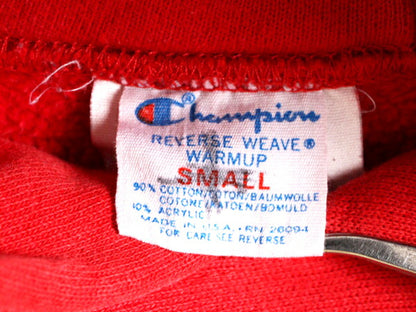 Champion®
REVERSE WEAVE®
WARMUP
SMALL
90% COTTON/COTON/BAUMWOLLE
COTONE/KATOEN/BOMULD
10% ACRYLIC
MADE IN U.S.A. - RN 26094
FOR CARE SEE REVERSE